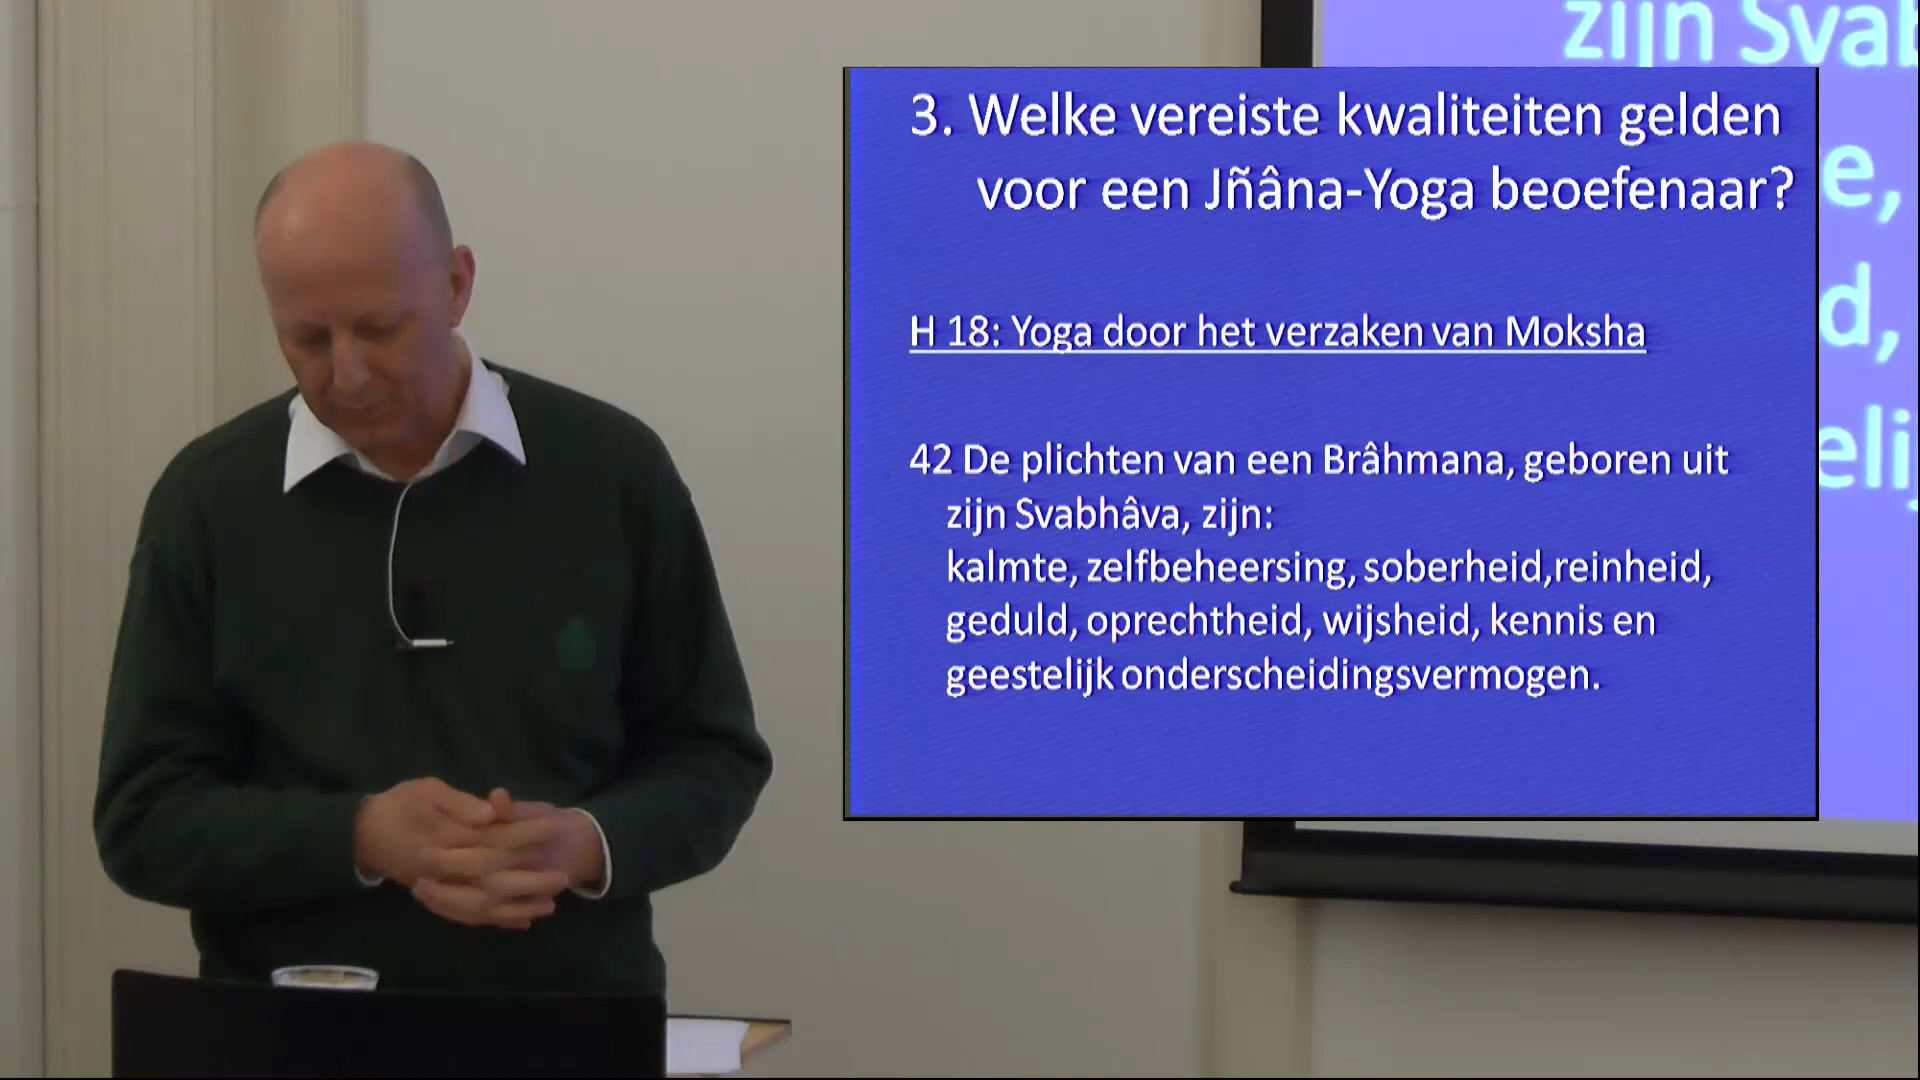 3. Welke vereiste kwaliteiten gelden
voor een Jñâna-Yoga beoefenaar?
H 18: Yoga door het verzaken van Moksha
42 De plichten van een Brâhmana, geboren uit
zijn Svabhâva, zijn:
kalmte, zelfbeheersing, soberheid,reinheid,
geduld, oprechtheid, wijsheid, kennis en
geestelijk onderscheidingsvermogen.
zijn